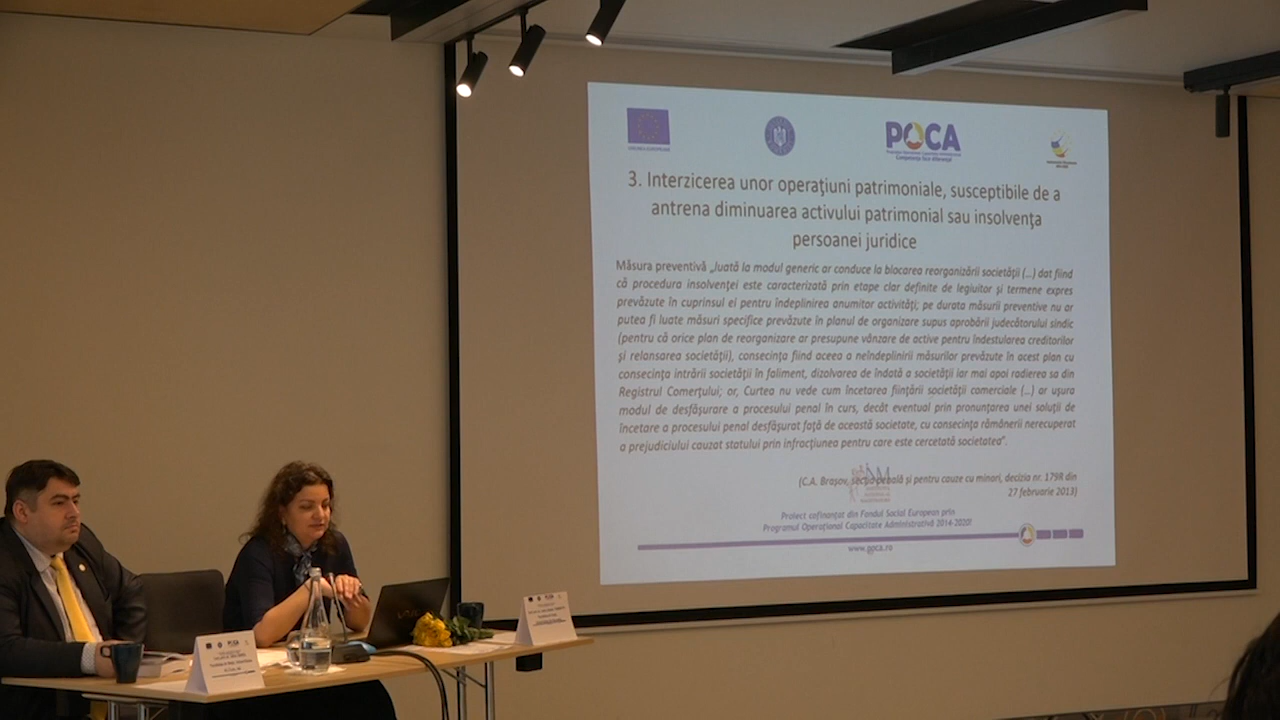 UNIUNEA EUROPEANĂ
POCA
Competența face diferența!
3. Interzicerea unor operaţiuni patrimoniale, susceptibile de a
antrena diminuarea activului patrimonial sau insolvenţa
persoanei juridice
Măsura preventivă „luată la modul generic ar conduce la blocarea reorganizării societăţii (...) dat fiind
că procedura insolvenţei este caracterizată prin etape clar definite de legiuitor şi termene expres
prevăzute în cuprinsul ei pentru îndeplinirea anumitor activităţi; pe durata măsurii preventive nu ar
putea fi luate măsuri specifice prevăzute în planul de organizare supus aprobării judecătorului sindic
(pentru că orice plan de reorganizare ar presupune vânzare de active pentru îndestularea creditorilor
şi relansarea societăţii), consecinţa fiind aceea a neîndeplinirii măsurilor prevăzute în acest plan cu
consecinţa intrării societăţii în faliment, dizolvarea de îndată a societăţii iar mai apoi radierea sa din
Registrul Comerţului; or, Curtea nu vede cum încetarea fiinţării societăţii comerciale (...) ar uşura
modul de desfăşurare a procesului penal în curs, decât eventual prin pronunţarea unei soluţii de
încetare a procesului penal desfăşurat faţă de această societate, cu consecinţa rămânerii nerecuperat
a prejudiciului cauzat statului prin infracţiunea pentru care este cercetată societatea”.
(C.A. Braşov, secţia penală şi pentru cauze cu minori, decizia nr. 179R din
27 februarie 2013)
Proiect cofinanţat din Fondul Social European prin
Programul Operaţional Capacitate Administrativă 2014-2020!
www.poca.ro
POCA